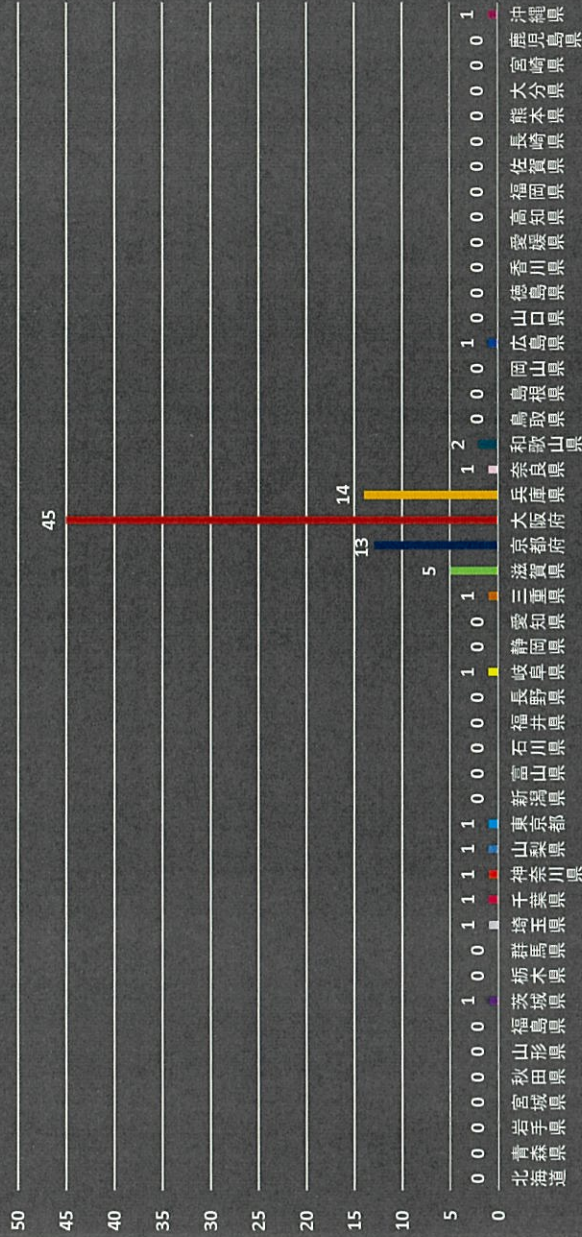 50
45
40
35
30
25
20
15
10
5
0
0 0 0 0 0 0 0 1 0 0 1 1 1 1 1 0 0 0 0 0 1 0 0 1 5 13 45 14 1 2 0 0 0 1 0 0 0 0 0 0 0 0 0 0 0 0 1
北海道
青森県
岩手県
宮城県
秋田県
山形県
福島県
茨城県
栃木県
群馬県
埼玉県
千葉県
神奈川県
山梨県
東京都
新潟県
富山県
石川県
福井県
長野県
岐阜県
静岡県
愛知県
三重県
滋賀県
京都府
大阪府
兵庫県
奈良県
和歌山県
鳥取県
島根県
岡山県
広島県
山口県
徳島県
香川県
愛媛県
高知県
福岡県
佐賀県
長崎県
熊本県
大分県
宮崎県
鹿児島県
沖縄県